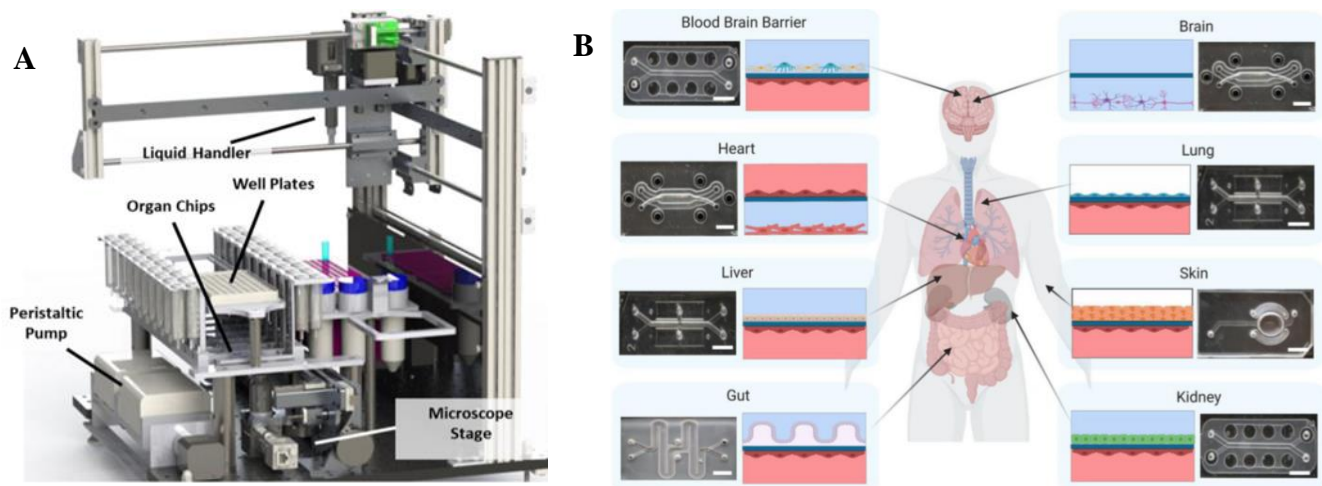 A
Liquid Handler
Well Plates
Organ Chips
Peristaltic
Pump
Microscope
Stage
B
Blood Brain Barrier
Brain
Heart
Lung
Liver
Skin
Gut
Kidney